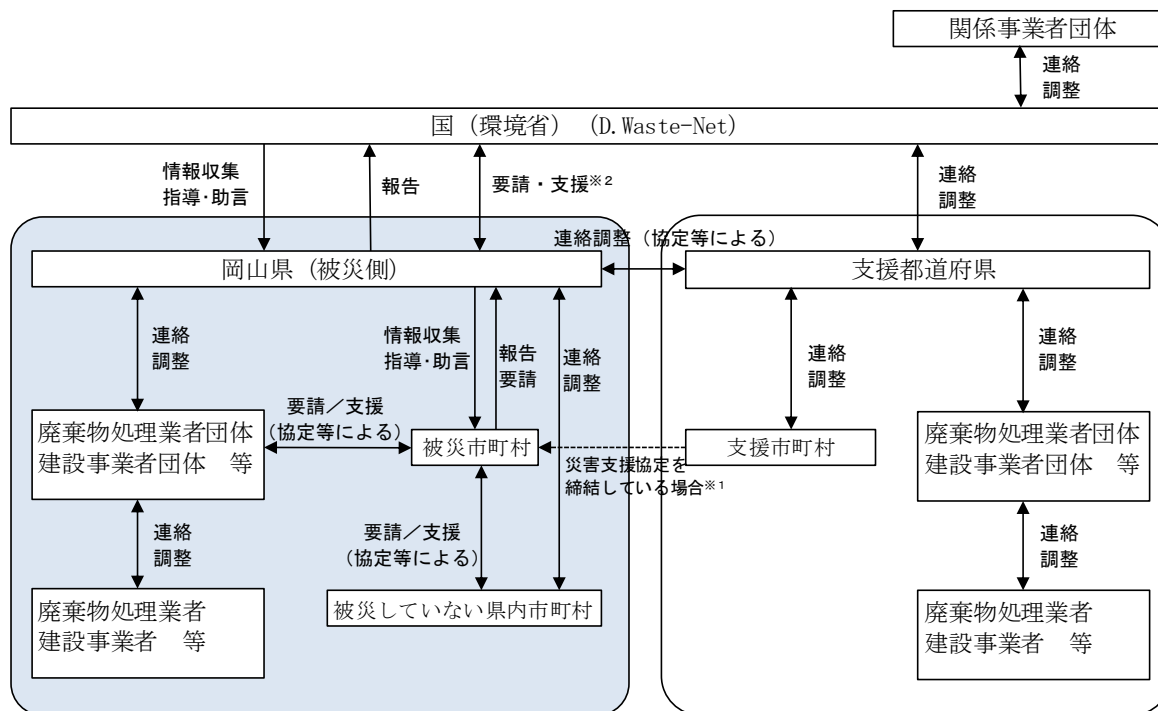 関係事業者団体
連絡
調整
国（環境省）（D.Waste-Net）
情報収集
指導・助言
報告
要請・支援※2
連絡
調整
連絡調整（協定等による）
岡山県（被災側）
支援都道府県
連絡
調整
情報収集
指導・助言
報告
要請
連絡
調整
連絡
調整
連絡
調整
要請／支援
（協定等による）
廃棄物処理業者団体
建設事業者団体　等
被災市町村
支援市町村
廃棄物処理業者団体
建設事業者団体　等
災害支援協定を
締結している場合※1
連絡
調整
要請／支援
（協定等による）
連絡
調整
廃棄物処理業者
建設事業者　等
被災していない県内市町村
廃棄物処理業者
建設事業者　等